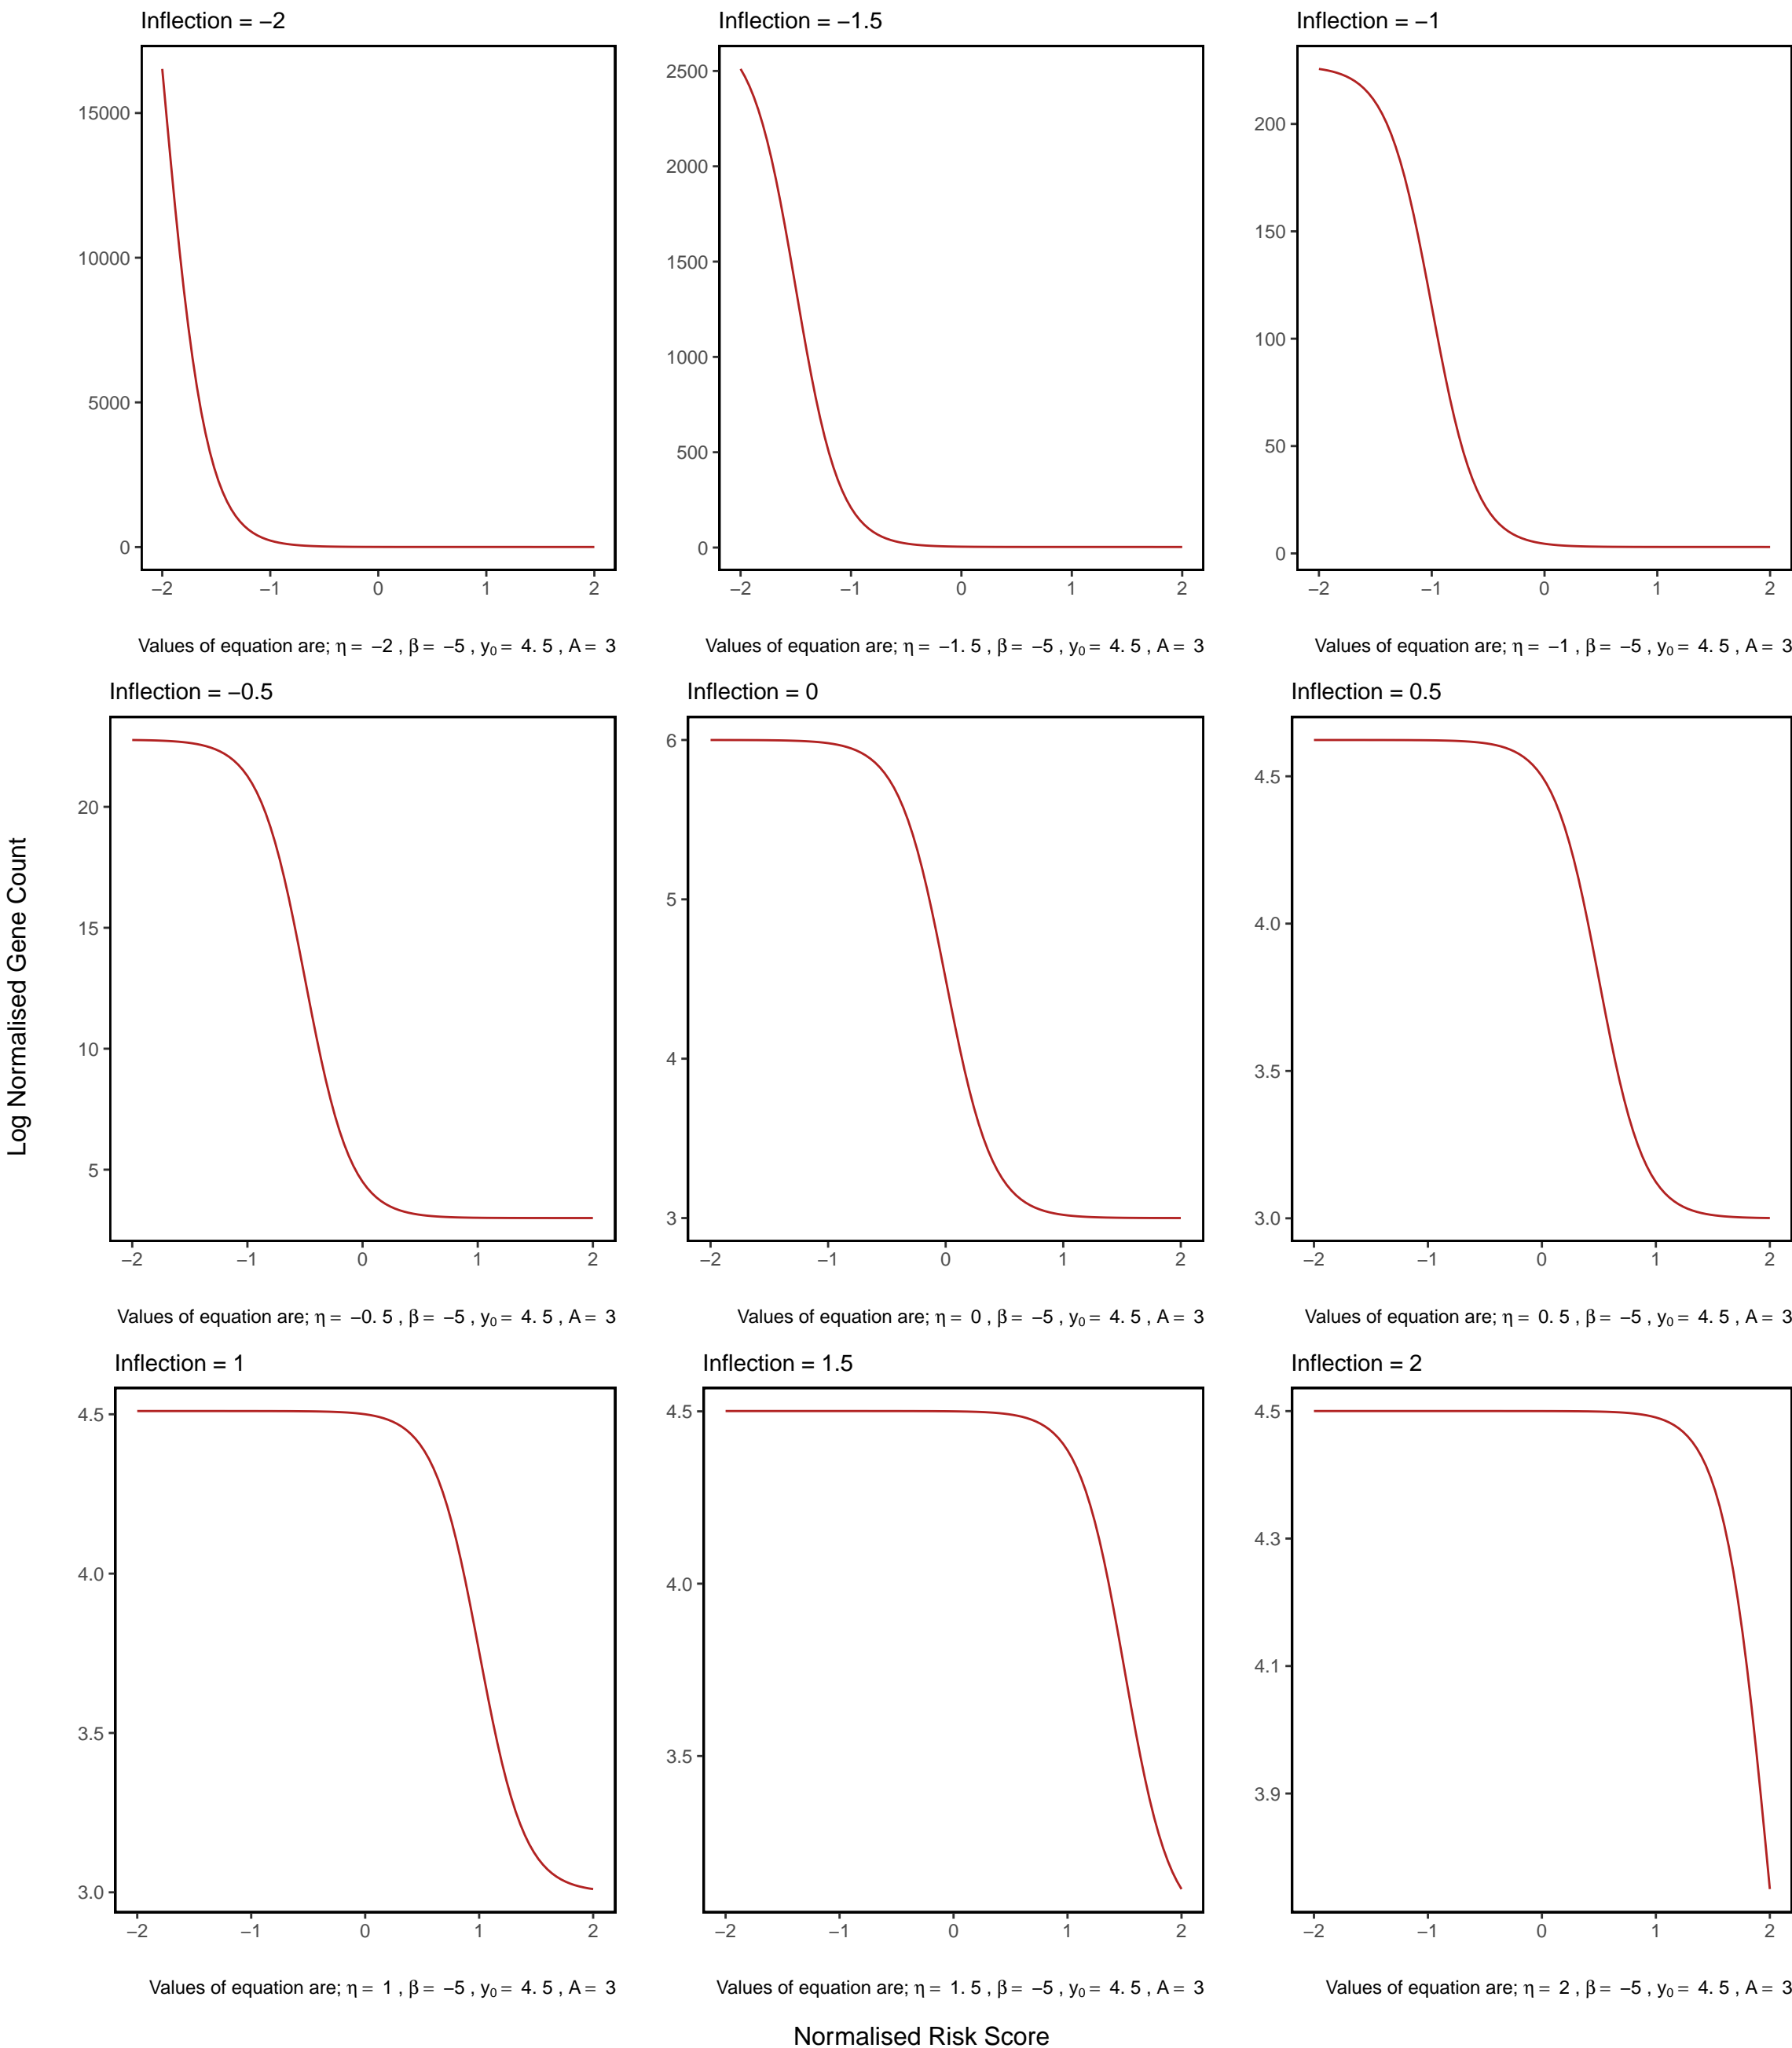 Inflection = −2
Inflection = −1.5
Inflection = −1
15000
10000
5000
0
2500
2000
1500
1000
500
0
200
150
100
50
0
−2 −1 0 1 2
−2 −1 0 1 2
−2 −1 0 1 2
Values of equation are; η = −2 , β = −5 , y₀ = 4. 5 , A = 3
Values of equation are; η = −1. 5 , β = −5 , y₀ = 4. 5 , A = 3
Values of equation are; η = −1 , β = −5 , y₀ = 4. 5 , A = 3
Log Normalised Gene Count
Inflection = −0.5
Inflection = 0
Inflection = 0.5
20
15
10
5
6
5
4
3
4.5
4.0
3.5
3.0
−2 −1 0 1 2
−2 −1 0 1 2
−2 −1 0 1 2
Values of equation are; η = −0. 5 , β = −5 , y₀ = 4. 5 , A = 3
Values of equation are; η = 0 , β = −5 , y₀ = 4. 5 , A = 3
Values of equation are; η = 0. 5 , β = −5 , y₀ = 4. 5 , A = 3
Inflection = 1
Inflection = 1.5
Inflection = 2
4.5
4.0
3.5
3.0
4.5
4.0
3.5
4.5
4.3
4.1
3.9
−2 −1 0 1 2
−2 −1 0 1 2
−2 −1 0 1 2
Values of equation are; η = 1 , β = −5 , y₀ = 4. 5 , A = 3
Values of equation are; η = 1. 5 , β = −5 , y₀ = 4. 5 , A = 3
Values of equation are; η = 2 , β = −5 , y₀ = 4. 5 , A = 3
Normalised Risk Score